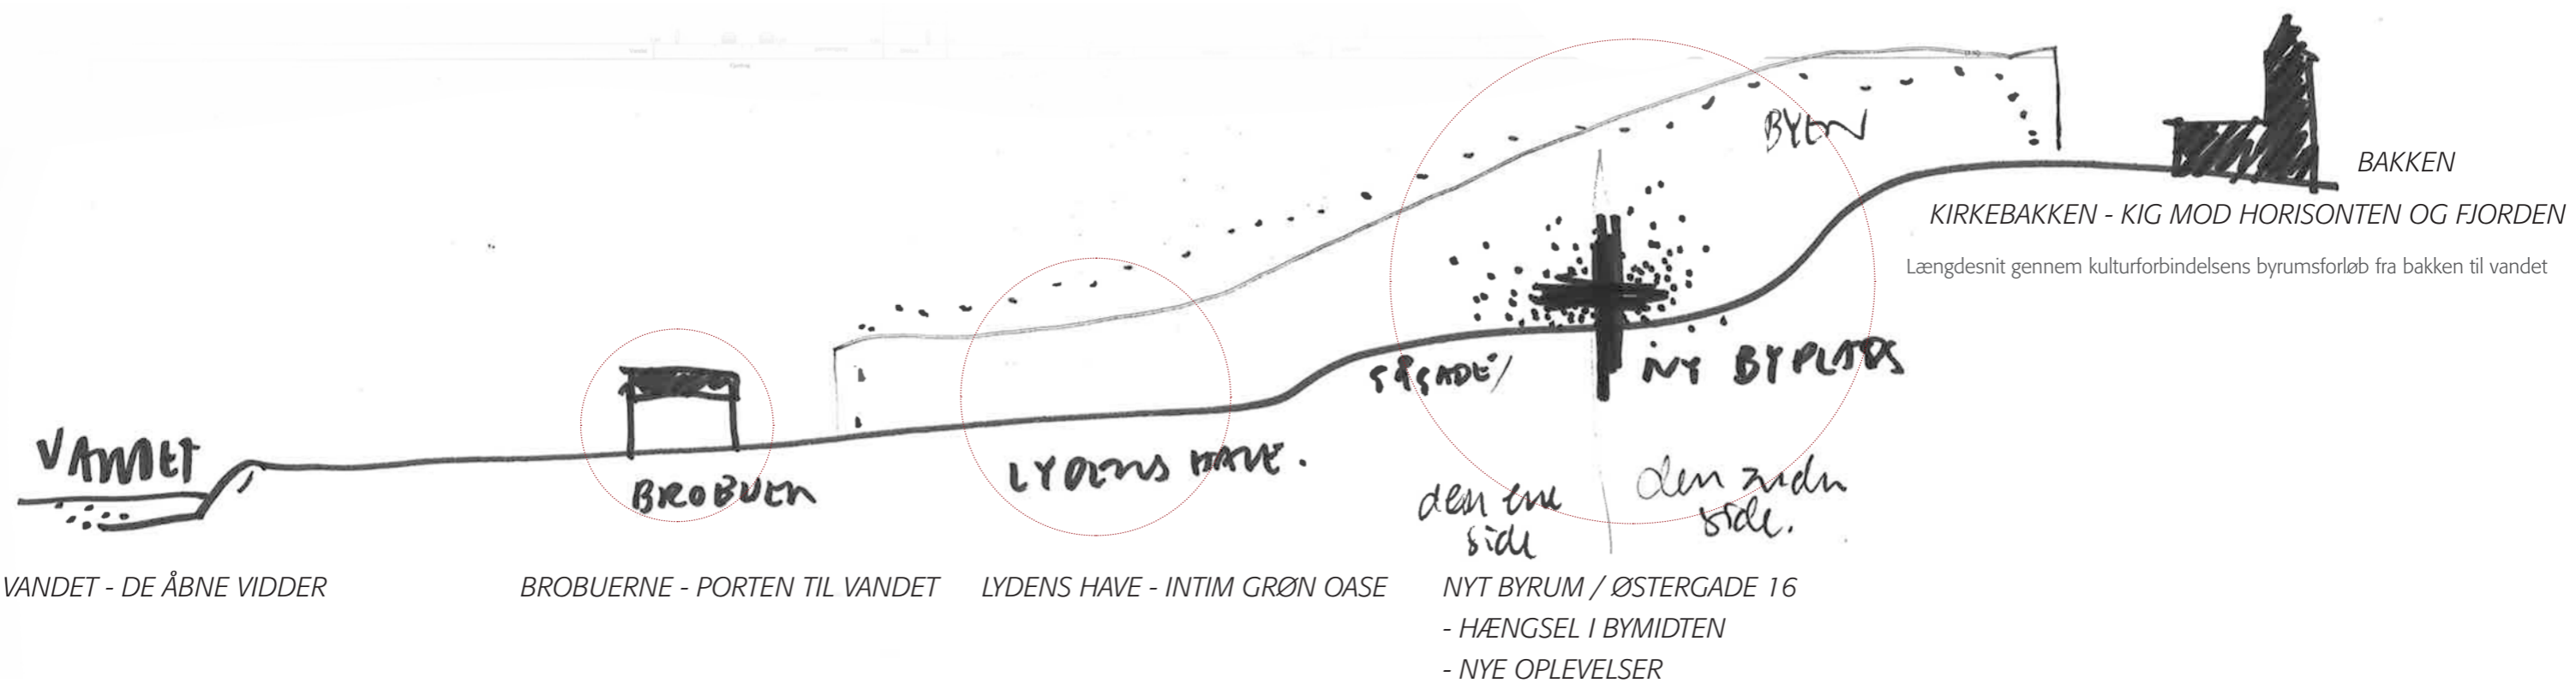 BYEN
BAKKEN
KIRKEBAKKEN - KIG MOD HORISONTEN OG FJORDEN
Længdesnit gennem kulturforbindelsens byrumsforløb fra bakken til vandet
GÅGADE/
NY BYPLADS
VANDET
BROBUEN
LYDENS HAVE.
den ene
side
den anden
side.
VANDET - DE ÅBNE VIDDER
BROBUERNE - PORTEN TIL VANDET
LYDENS HAVE - INTIM GRØN OASE
NYT BYRUM / ØSTERGADE 16
- HÆNGSEL I BYMIDTEN
- NYE OPLEVELSER